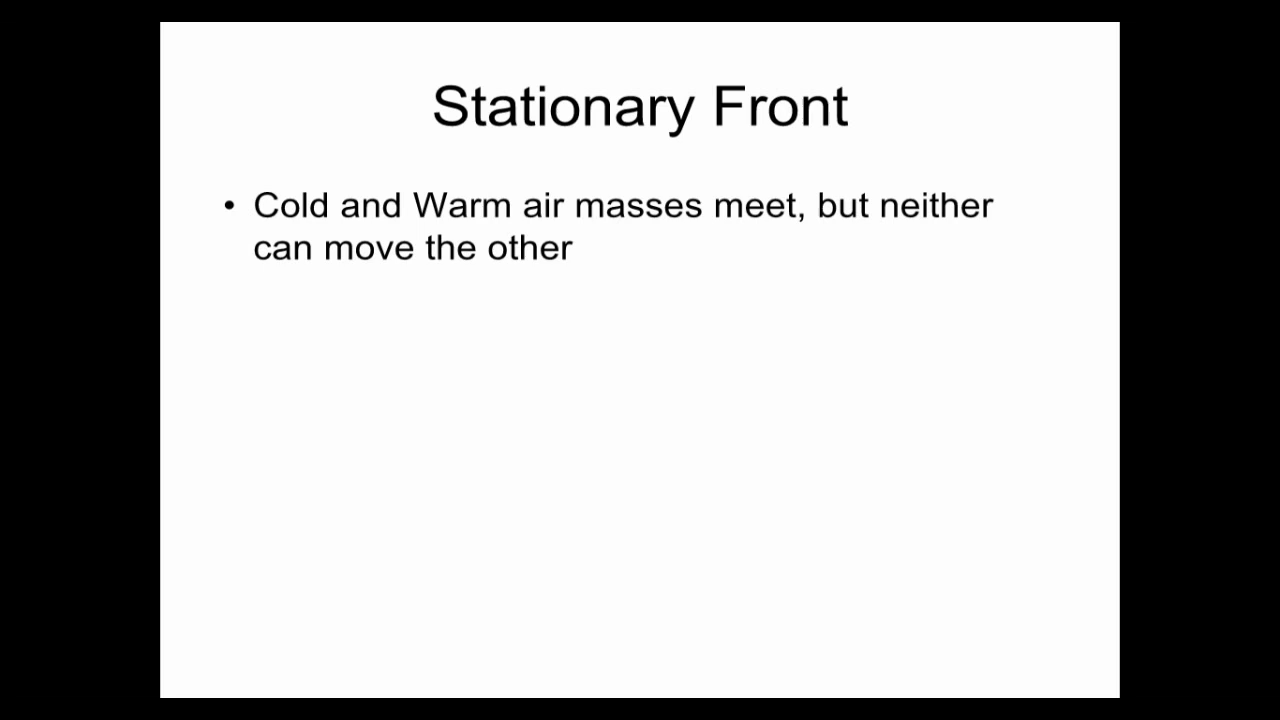 Stationary Front
• Cold and Warm air masses meet, but neither
can move the other